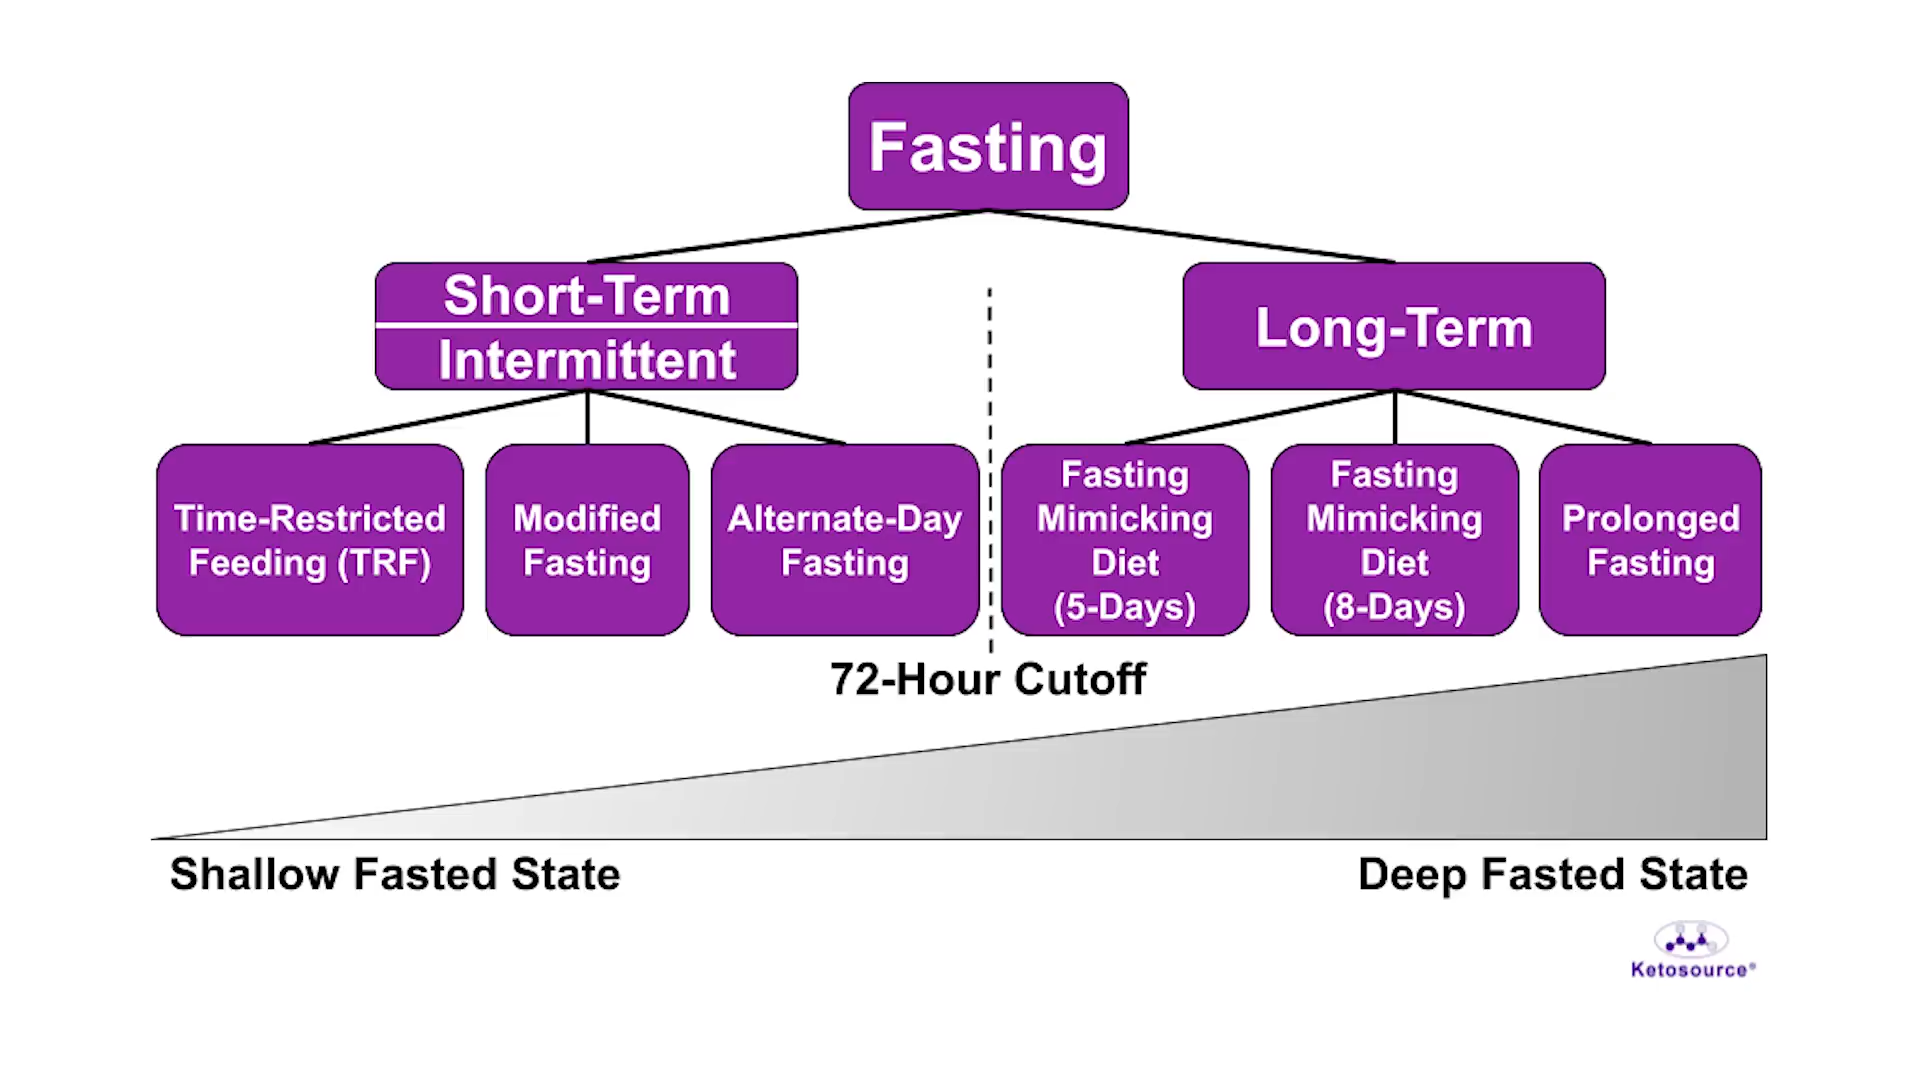 Fasting
Short-Term
Intermittent
Long-Term
Time-Restricted
Feeding (TRF)
Modified
Fasting
Alternate-Day
Fasting
Fasting
Mimicking
Diet
(5-Days)
Fasting
Mimicking
Diet
(8-Days)
Prolonged
Fasting
72-Hour Cutoff
Shallow Fasted State
Deep Fasted State
Ketosource®